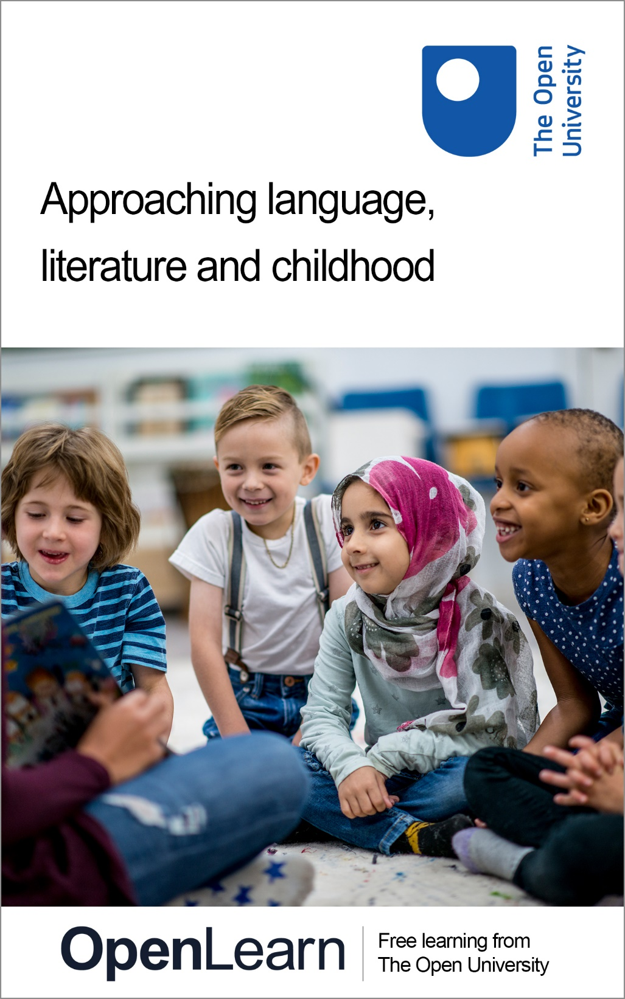 The Open
University
Approaching language,
literature and childhood
OpenLearn
Free learning from
The Open University